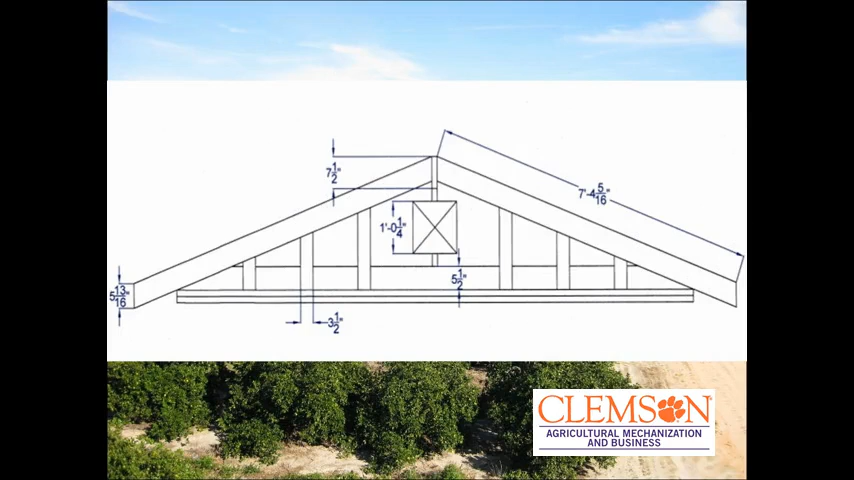 7 1/2"
7'-4 5/16"
1'-0 1/4"
5 1/2"
5 13/16"
3 1/2"
CLEMSON
AGRICULTURAL MECHANIZATION
AND BUSINESS